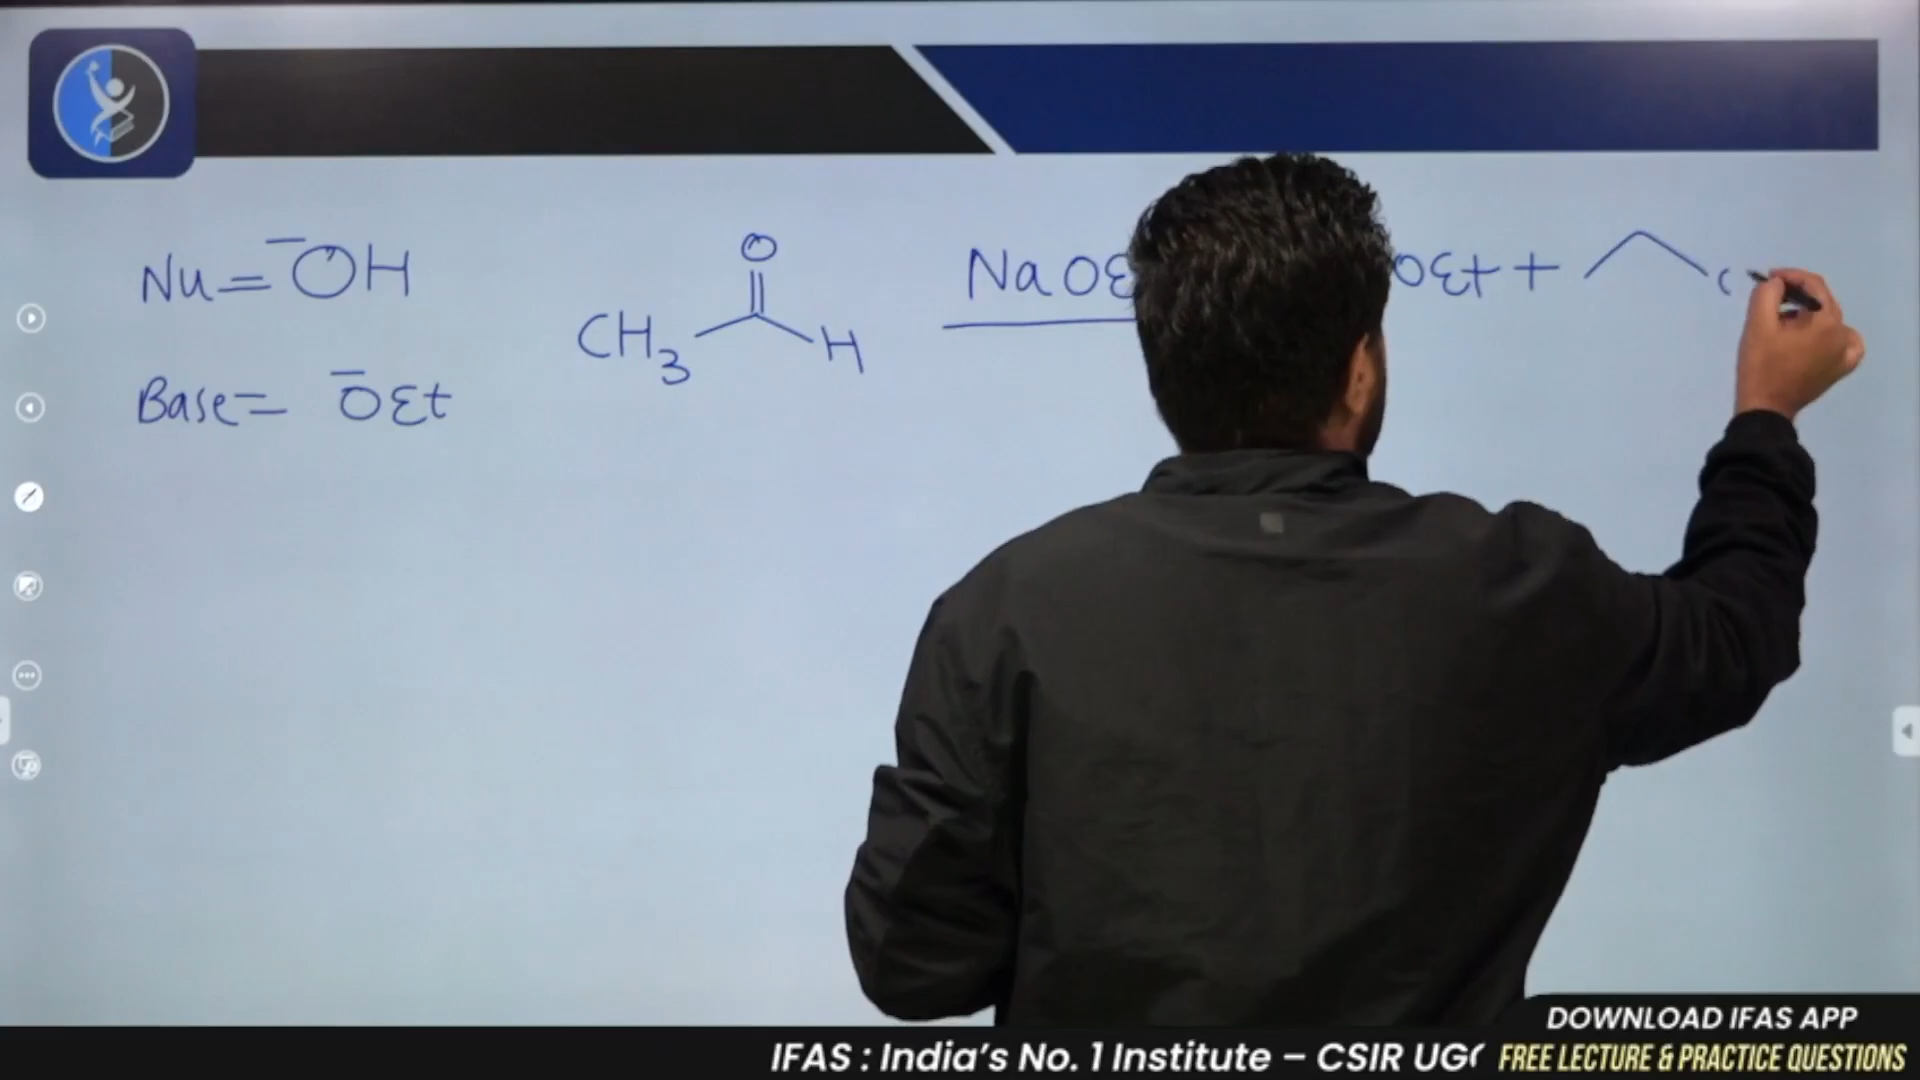 Nu = ⁻OH
O
CH₃ H
NaOE OEt +
Base = ⁻OEt
DOWNLOAD IFAS APP
IFAS : India's No. 1 Institute – CSIR UG
FREE LECTURE & PRACTICE QUESTIONS